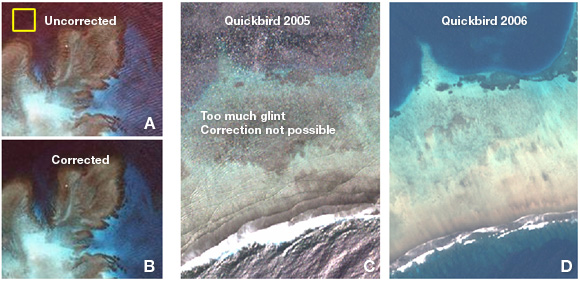 Uncorrected
A
Corrected
B
Quickbird 2005
Too much glint
Correction not possible
C
Quickbird 2006
D